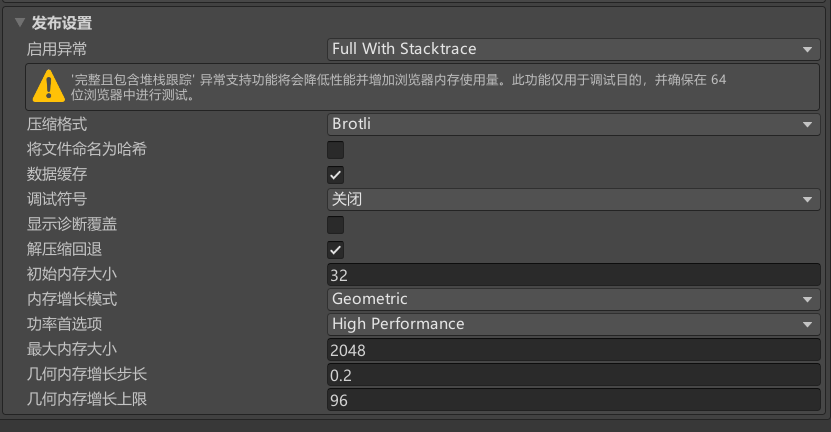 发布设置
启用异常 Full With Stacktrace
'完整且包含堆栈跟踪' 异常支持功能将会降低性能并增加浏览器内存使用量。此功能仅用于调试目的，并确保在 64
位浏览器中进行测试。
压缩格式 Brotli
将文件命名为哈希
数据缓存
调试符号 关闭
显示诊断覆盖
解压缩回退
初始内存大小 32
内存增长模式 Geometric
功率首选项 High Performance
最大内存大小 2048
几何内存增长步长 0.2
几何内存增长上限 96